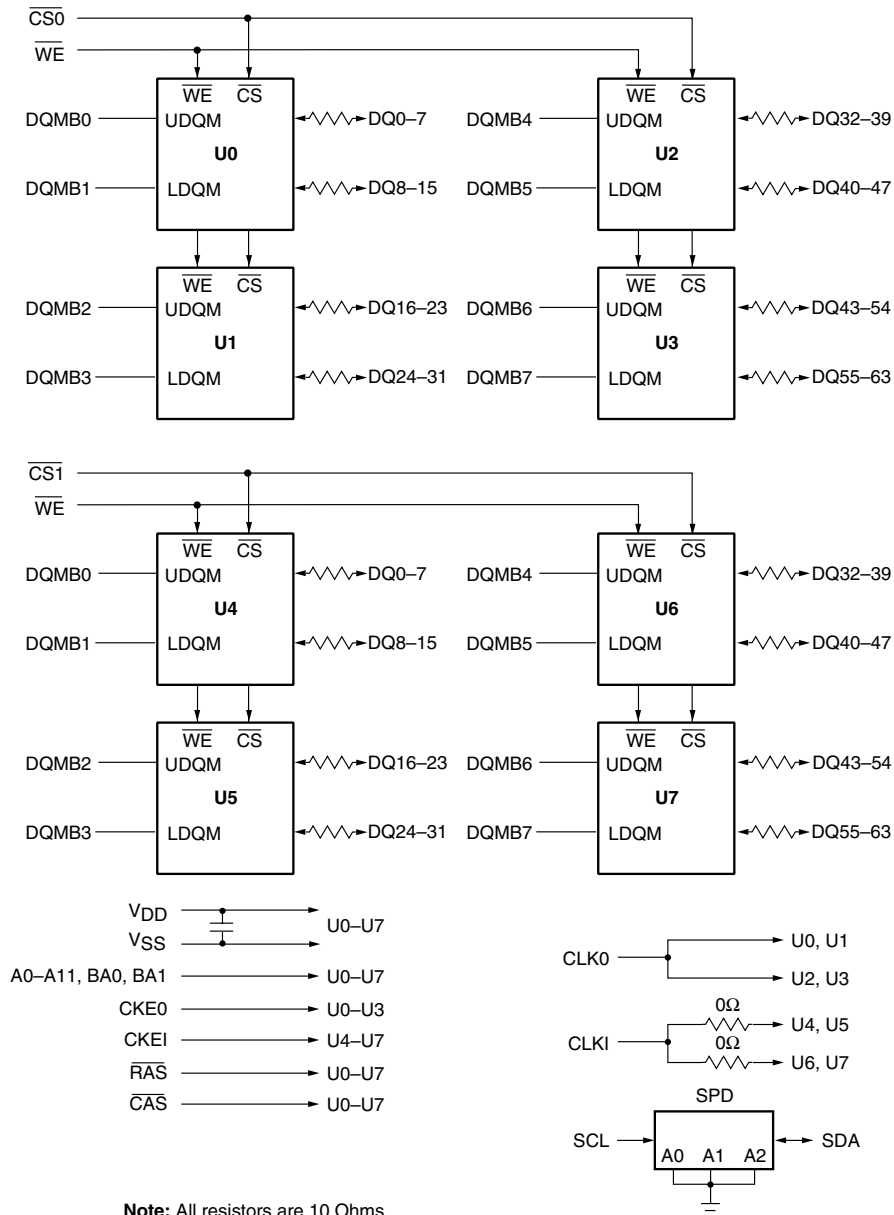 CS0
WE
WE CS
DQMB0 UDQM DQ0–7
U0
DQMB1 LDQM DQ8–15
WE CS
DQMB4 UDQM DQ32–39
U2
DQMB5 LDQM DQ40–47
WE CS
DQMB2 UDQM DQ16–23
U1
DQMB3 LDQM DQ24–31
WE CS
DQMB6 UDQM DQ43–54
U3
DQMB7 LDQM DQ55–63
CS1
WE
WE CS
DQMB0 UDQM DQ0–7
U4
DQMB1 LDQM DQ8–15
WE CS
DQMB4 UDQM DQ32–39
U6
DQMB5 LDQM DQ40–47
WE CS
DQMB2 UDQM DQ16–23
U5
DQMB3 LDQM DQ24–31
WE CS
DQMB6 UDQM DQ43–54
U7
DQMB7 LDQM DQ55–63
VDD
U0–U7
VSS
A0–A11, BA0, BA1 U0–U7
CKE0 U0–U3
CKEI U4–U7
RAS U0–U7
CAS U0–U7
CLK0
U0, U1
U2, U3
CLKI
0Ω
U4, U5
0Ω
U6, U7
SPD
SCL SDA
A0 A1 A2
Note: All resistors are 10 Ohms